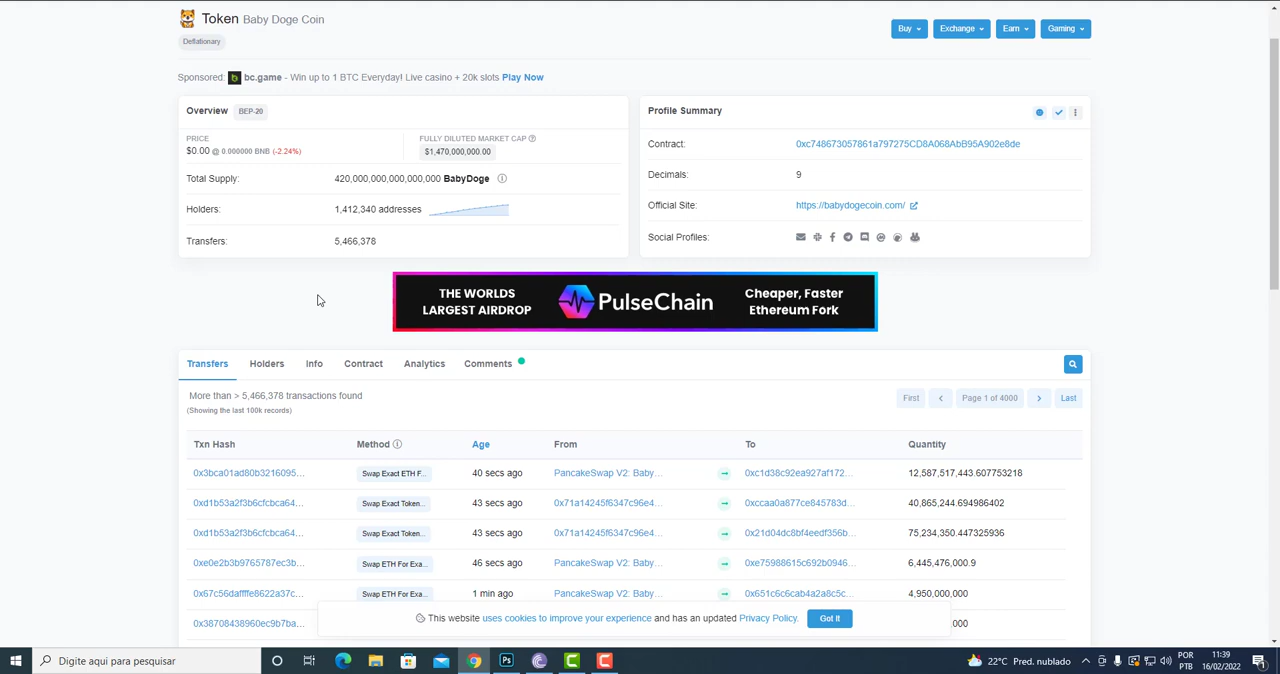 Token Baby Doge Coin
Buy Exchange Earn Gaming
Deflationary
Sponsored: bc.game - Win up to 1 BTC Everyday! Live casino + 20k slots Play Now
Overview BEP-20
PRICE
$0.00 @ 0.000000 BNB (-2.24%)
FULLY DILUTED MARKET CAP
$1,470,000,000.00
Total Supply: 420,000,000,000,000,000 BabyDoge
Holders: 1,412,340 addresses
Transfers: 5,466,378
Profile Summary
Contract: 0xc748673057861a797275CD8A068AbB95A902e8de
Decimals: 9
Official Site: https://babydogecoin.com/
Social Profiles:
THE WORLDS
LARGEST AIRDROP
PulseChain
Cheaper, Faster
Ethereum Fork
Transfers Holders Info Contract Analytics Comments
More than > 5,466,378 transactions found
(Showing the last 100k records)
First Page 1 of 4000 Last
Txn Hash Method Age From To Quantity
0x3bca01ad80b3216095... Swap Exact ETH F... 40 secs ago PancakeSwap V2: Baby... 0xc1d38c92ea927af172... 12,587,517,443.607753218
0xd1b53a2f3b6cfcbca64... Swap Exact Token... 43 secs ago 0x71a14245f6347c96e4... 0xccaa0a877ce845783d... 40,865,244.694986402
0xd1b53a2f3b6cfcbca64... Swap Exact Token... 43 secs ago 0x71a14245f6347c96e4... 0x21d04dc8bf4eedf356b... 75,234,350.447325936
0xe0e2b3b9765787ec3b... Swap ETH For Exa... 46 secs ago PancakeSwap V2: Baby... 0xe75988615c692b0946... 6,445,476,000.9
0x67c56daffffe8622a37c... Swap ETH For Exa... 1 min ago PancakeSwap V2: Baby... 0x651c6c6cab4a2a8c5c... 4,950,000,000
0x38708438960ec9b7ba... 000
This website uses cookies to improve your experience and has an updated Privacy Policy. Got It
Digite aqui para pesquisar
Ps
22°C Pred. nublado
POR
PTB
11:39
16/02/2022
1